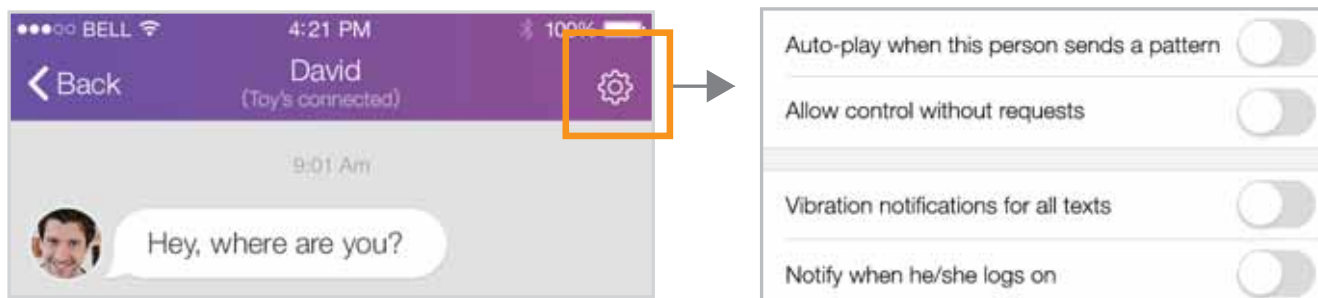 BELL 4:21 PM 100%
Back David
(Toy's connected)
9:01 Am
Hey, where are you?
Auto-play when this person sends a pattern
Allow control without requests
Vibration notifications for all texts
Notify when he/she logs on